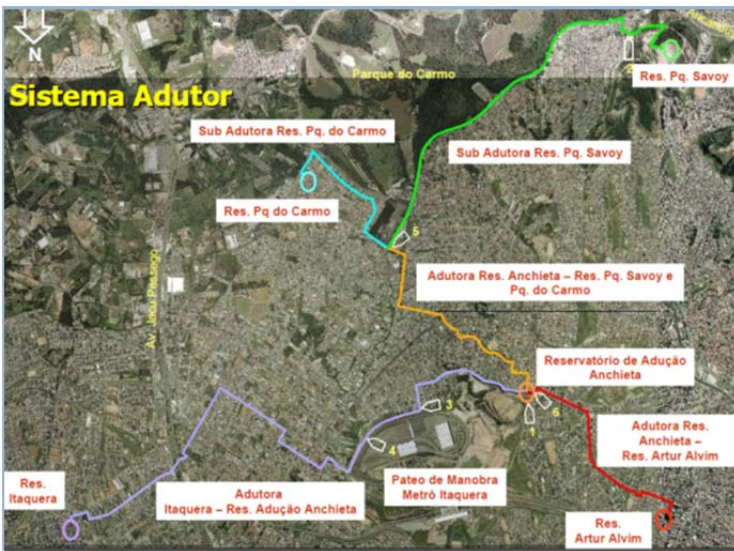 N
Sistema Adutor
Parque do Carmo
Aricanduva
2
Res. Pq. Savoy
Sub Adutora Res. Pq. do Carmo
Sub Adutora Res. Pq. Savoy
Res. Pq do Carmo
5
Adutora Res. Anchieta – Res. Pq. Savoy e
Pq. do Carmo
Av. Jacu Pêssego
Reservatório de Adução
Anchieta
3
1
6
4
Adutora Res.
Anchieta –
Res. Artur Alvim
Pateo de Manobra
Metrô Itaquera
Res.
Itaquera
Adutora
Itaquera – Res. Adução Anchieta
Res.
Artur Alvim